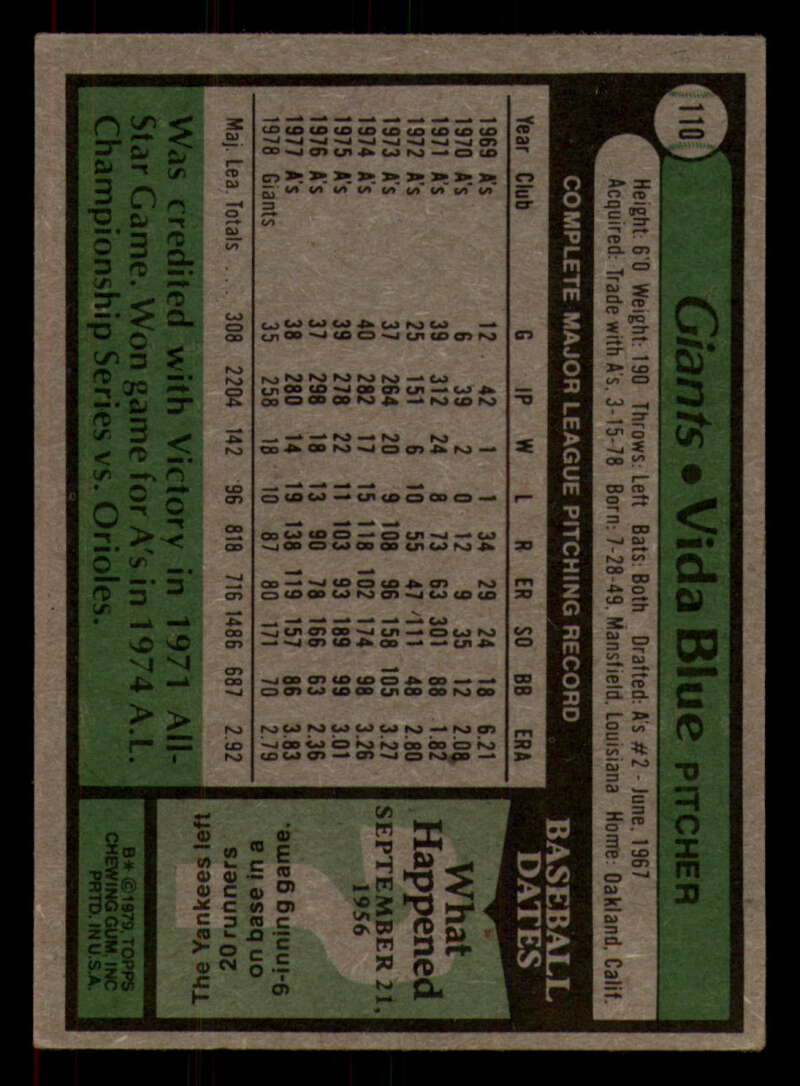 110
Giants • Vida Blue PITCHER
Height: 6'0 Weight: 190 Throws: Left Bats: Both Drafted: A's #2 - June, 1967
Acquired: Trade with A's, 3-15-78 Born: 7-28-49, Mansfield, Louisiana Home: Oakland, Calif.
COMPLETE MAJOR LEAGUE PITCHING RECORD
Year Club G IP W L R ER SO BB ERA
1969 A's 12 42 1 1 34 29 24 18 6.21
1970 A's 6 39 2 0 12 9 35 12 2.08
1971 A's 39 312 24 8 73 63 301 88 1.82
1972 A's 25 151 6 10 55 47 111 48 2.80
1973 A's 37 264 20 9 108 96 158 105 3.27
1974 A's 40 282 17 15 118 102 174 98 3.26
1975 A's 39 278 22 11 103 93 189 99 3.01
1976 A's 37 298 18 13 90 78 166 63 2.36
1977 A's 38 280 14 19 138 119 157 86 3.83
1978 Giants 35 258 18 10 87 80 171 70 2.79
Maj. Lea. Totals .... 308 2204 142 96 818 716 1486 687 2.92
Was credited with victory in 1971 All-
Star Game. Won game for A's in 1974 A.L.
Championship Series vs. Orioles.
BASEBALL
DATES
What
Happened
SEPTEMBER 21,
1956
The Yankees left
20 runners
on base in a
9-inning game.
B* © 1979, TOPPS
CHEWING GUM, INC
PRTD. IN U.S.A.